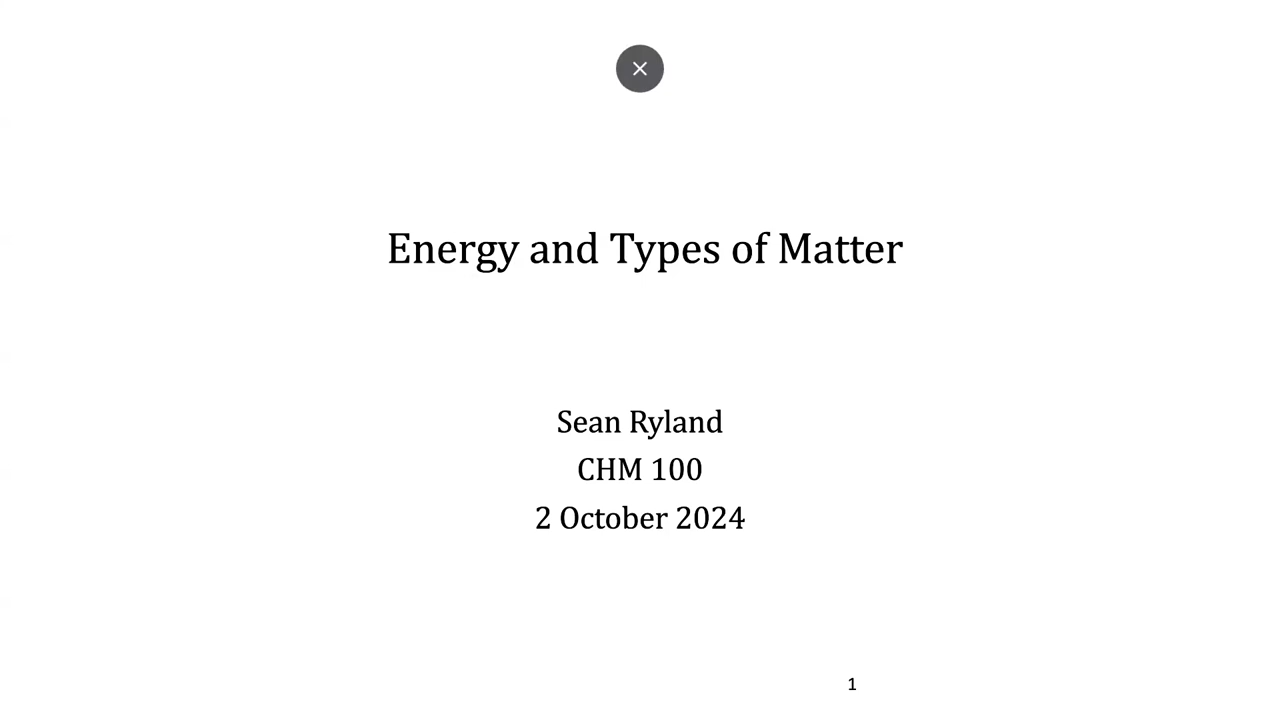 Energy and Types of Matter
Sean Ryland
CHM 100
2 October 2024
1